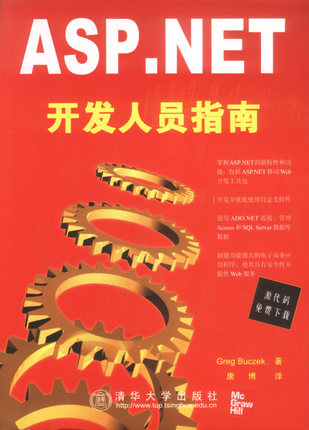 ASP.NET
开发人员指南
掌握ASP.NET的新特性和功
能，包括ASP.NET移动Web
开发工具包
开发并优化使用自定义控件
使用ADO.NET连接、管理
Access和SQL Server数据库
数据
创建功能强大的电子商务应
用程序，使其具有安全性并
提供Web服务
源代码
免费下载
Greg Buczek 著
康博 译
清华大学出版社
http://www.tup.tsinghua.edu.cn
Mc
Graw
Hill